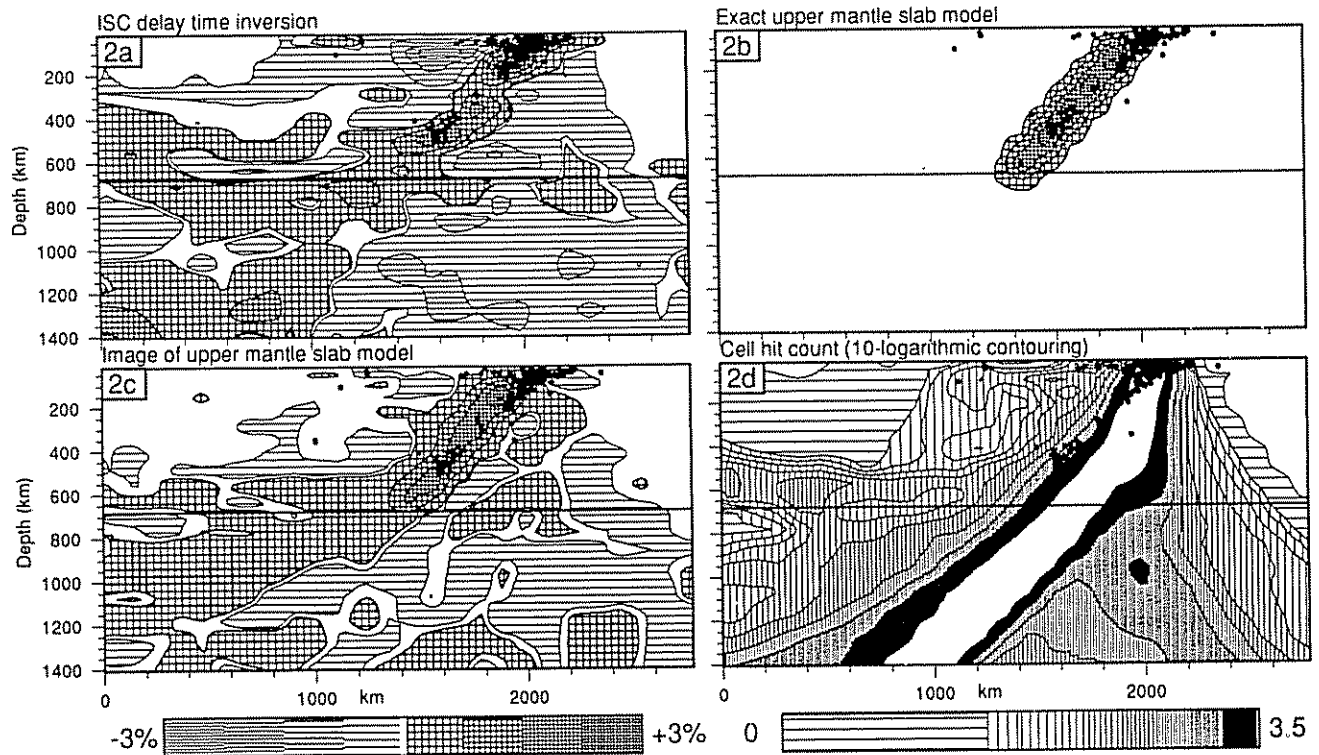 ISC delay time inversion
2a
200
400
600
800
1000
1200
1400
Depth (km)
Exact upper mantle slab model
2b
Image of upper mantle slab model
2c
200
400
600
800
1000
1200
1400
Depth (km)
0
1000
km
2000
Cell hit count (10-logarithmic contouring)
2d
0
1000
km
2000
-3%
+3%
0
3.5